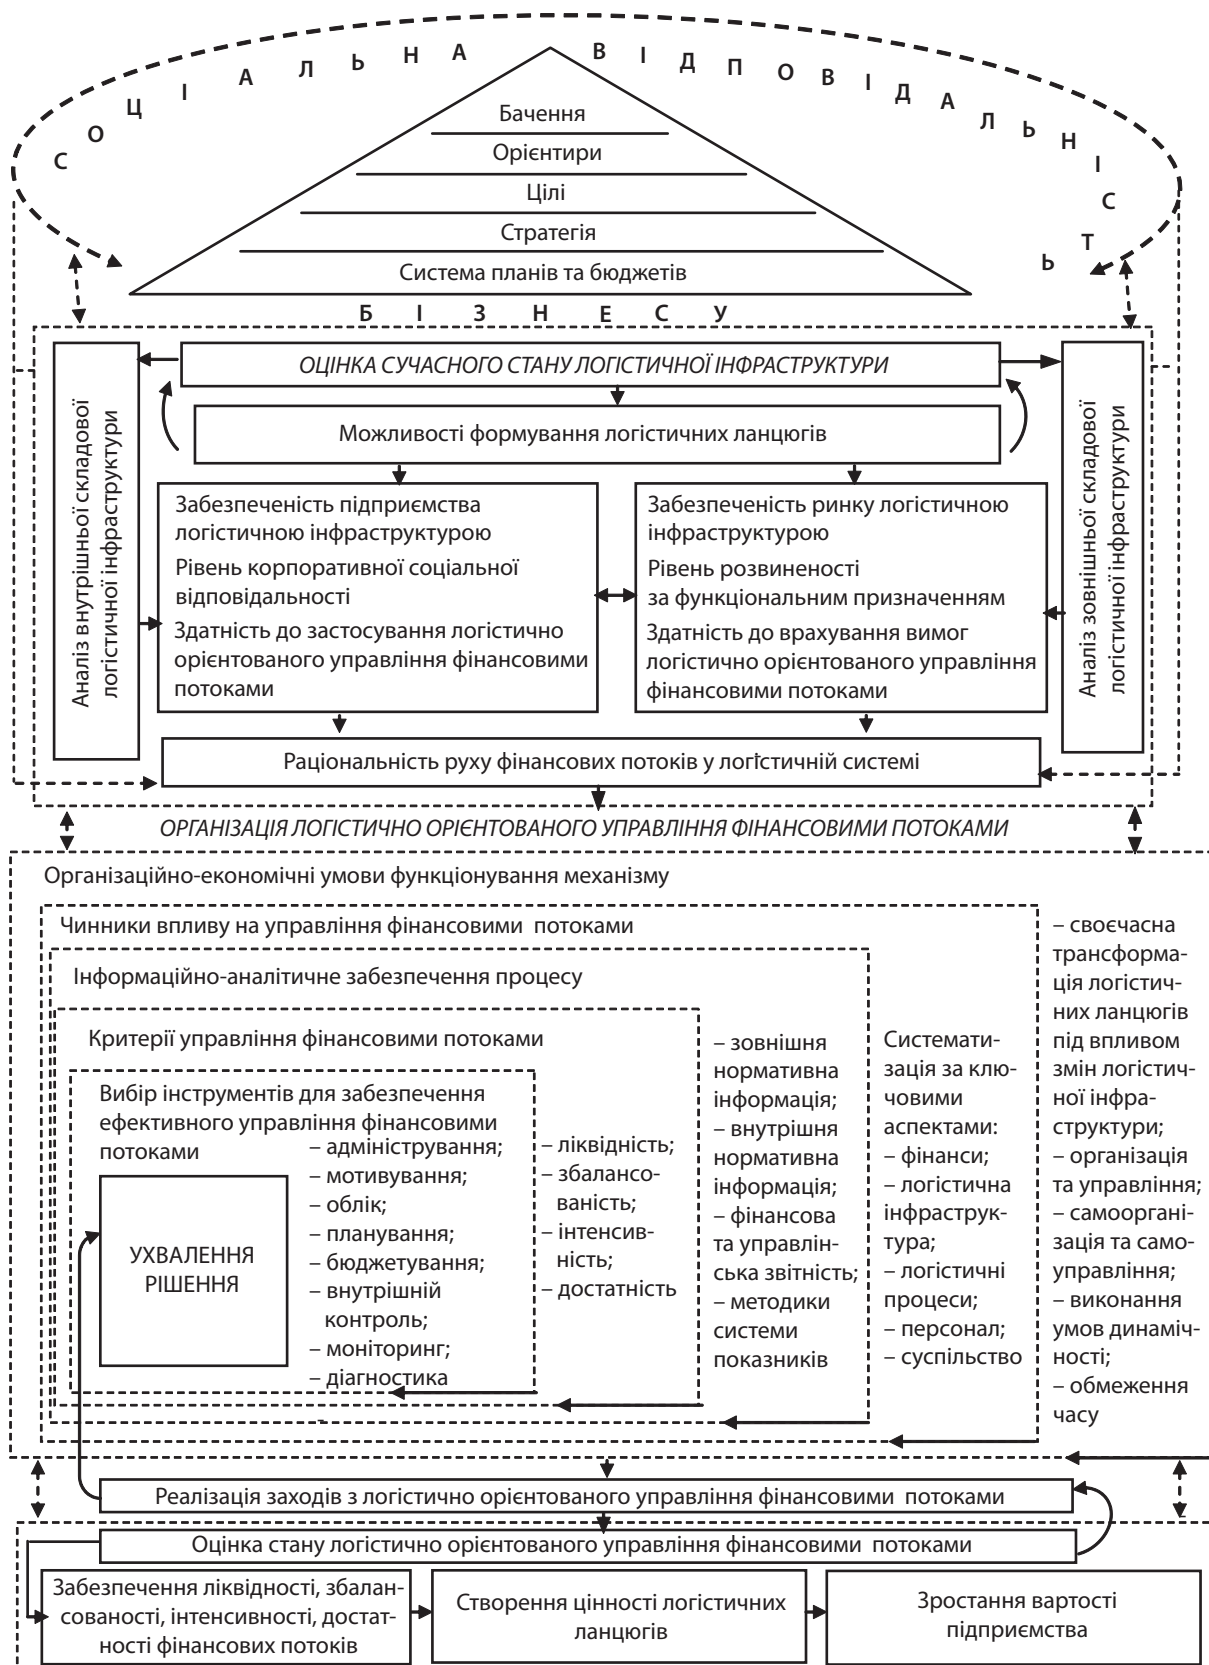 СОЦІАЛЬНА ВІДПОВІДАЛЬНІСТЬ
Бачення
Орієнтири
Цілі
Стратегія
Система планів та бюджетів
БІЗНЕСУ
ОЦІНКА СУЧАСНОГО СТАНУ ЛОГІСТИЧНОЇ ІНФРАСТРУКТУРИ
Можливості формування логістичних ланцюгів
Аналіз внутрішньої складової
логістичної інфраструктури
Забезпеченість підприємства
логістичною інфраструктурою
Рівень корпоративної соціальної
відповідальності
Здатність до застосування логістично
орієнтованого управління фінансовими
потоками
Забезпеченість ринку логістичною
інфраструктурою
Рівень розвиненості
за функціональним призначенням
Здатність до врахування вимог
логістично орієнтованого управління
фінансовими потоками
Аналіз зовнішньої складової
логістичної інфраструктури
Раціональність руху фінансових потоків у логістичній системі
ОРГАНІЗАЦІЯ ЛОГІСТИЧНО ОРІЄНТОВАНОГО УПРАВЛІННЯ ФІНАНСОВИМИ ПОТОКАМИ
Організаційно-економічні умови функціонування механізму
Чинники впливу на управління фінансовими потоками
Інформаційно-аналітичне забезпечення процесу
Критерії управління фінансовими потоками
Вибір інструментів для забезпечення
ефективного управління фінансовими
потоками
УХВАЛЕННЯ
РІШЕННЯ
– адміністрування;
– мотивування;
– облік;
– планування;
– бюджетування;
– внутрішній
контроль;
– моніторинг;
– діагностика
– ліквідність;
– збалансо-
ваність;
– інтенсив-
ність;
– достатність
– зовнішня
нормативна
інформація;
– внутрішня
нормативна
інформація;
– фінансова
та управлін-
ська звітність;
– методики
системи
показників
Системати-
зація за клю-
човими
аспектами:
– фінанси;
– логістична
інфраструк-
тура;
– логістичні
процеси;
– персонал;
– суспільство
– своєчасна
трансформа-
ція логістич-
них ланцюгів
під впливом
змін логістич-
ної інфра-
структури;
– організація
та управління;
– самооргані-
зація та само-
управління;
– виконання
умов динаміч-
ності;
– обмеження
часу
Реалізація заходів з логістично орієнтованого управління фінансовими потоками
Оцінка стану логістично орієнтованого управління фінансовими потоками
Забезпечення ліквідності, збалан-
сованості, інтенсивності, достат-
ності фінансових потоків
Створення цінності логістичних
ланцюгів
Зростання вартості
підприємства